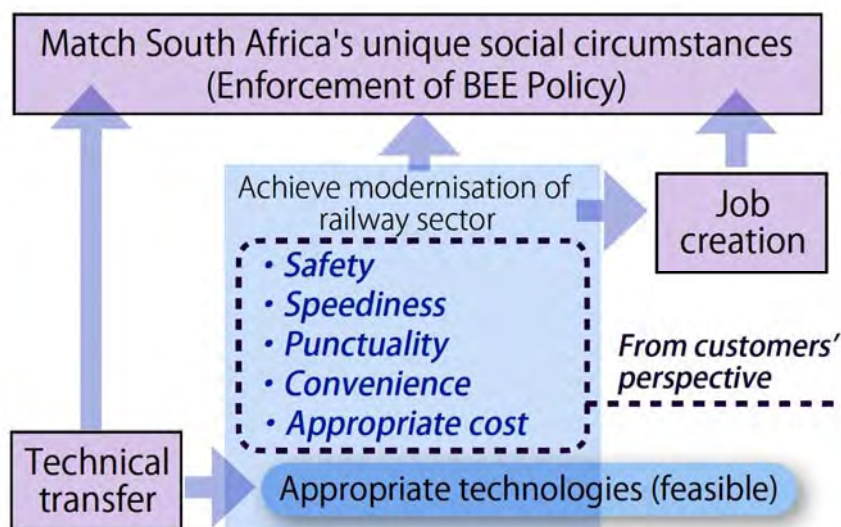 Match South Africa's unique social circumstances
(Enforcement of BEE Policy)
Achieve modernisation of
railway sector
・Safety
・Speediness
・Punctuality
・Convenience
・Appropriate cost
Job
creation
From customers'
perspective
Technical
transfer
Appropriate technologies (feasible)